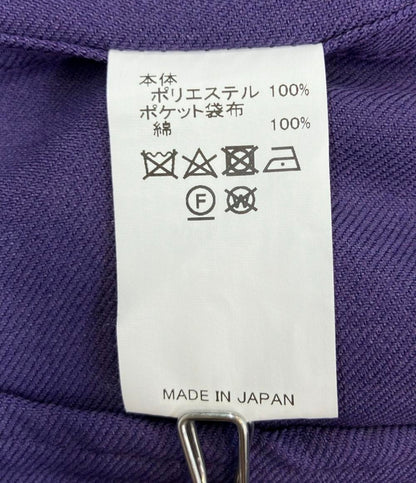 本体
ポリエステル 100%
ポケット袋布
綿 100%
F W
MADE IN JAPAN